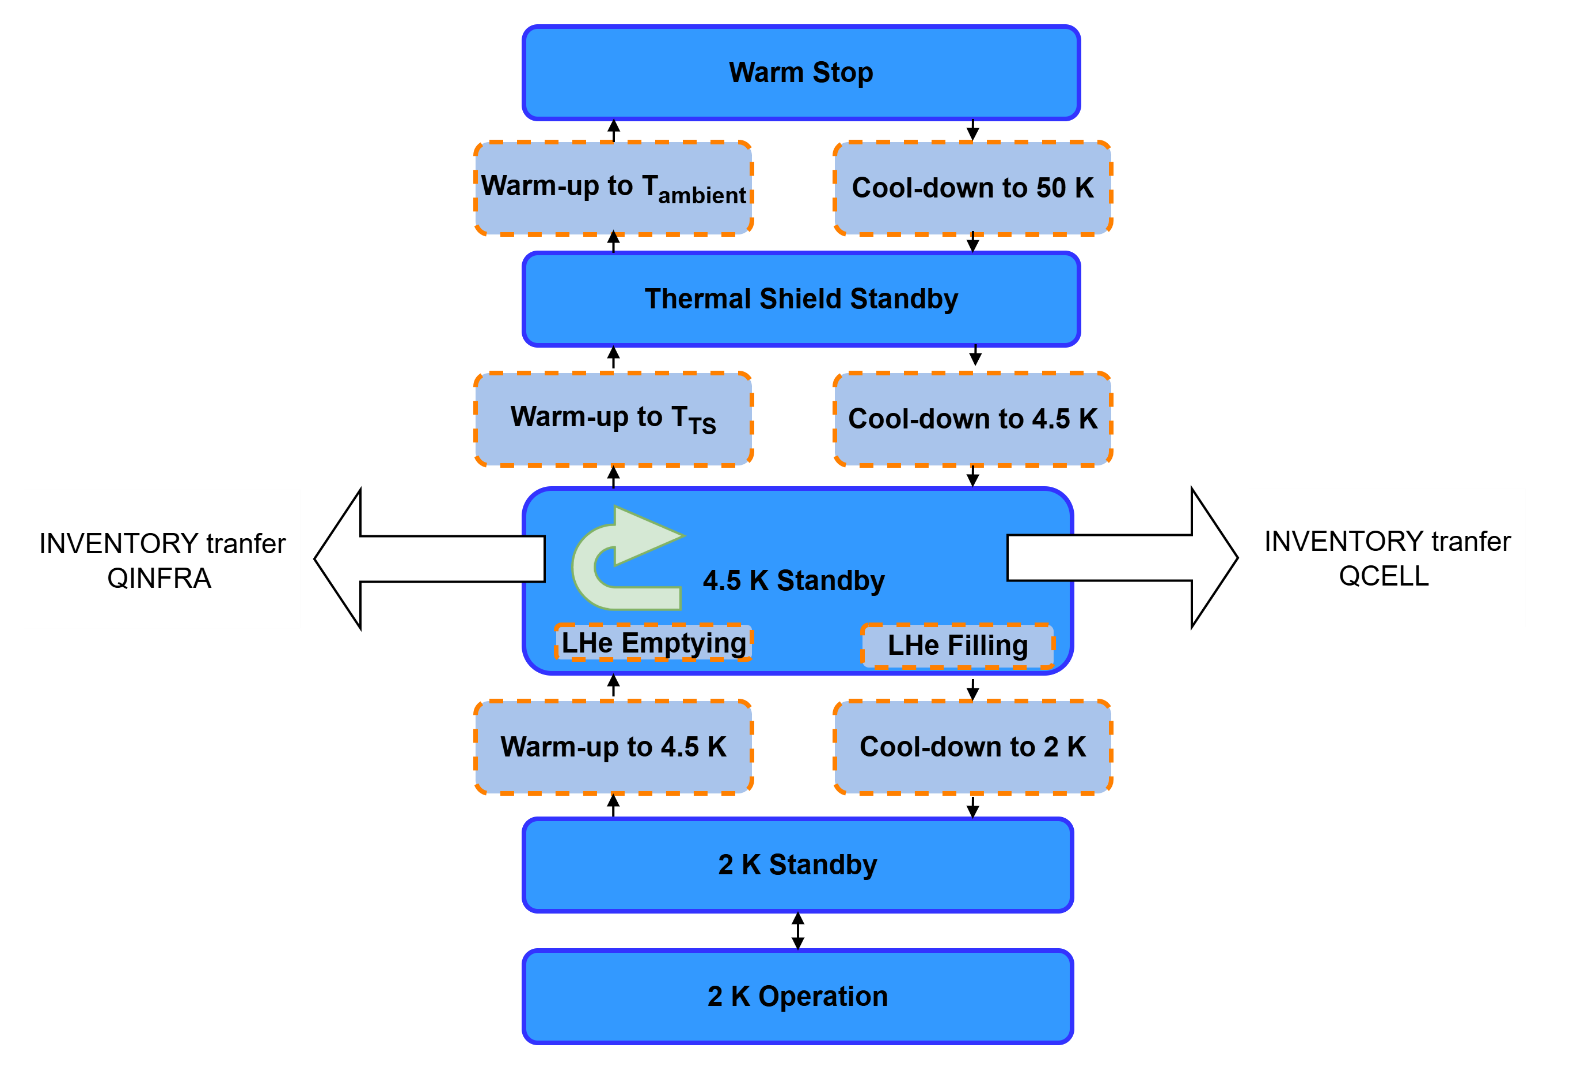 Warm Stop
Warm-up to Tambient
Cool-down to 50 K
Thermal Shield Standby
Warm-up to TTS
Cool-down to 4.5 K
INVENTORY tranfer
QINFRA
4.5 K Standby
INVENTORY tranfer
QCELL
LHe Emptying
LHe Filling
Warm-up to 4.5 K
Cool-down to 2 K
2 K Standby
2 K Operation